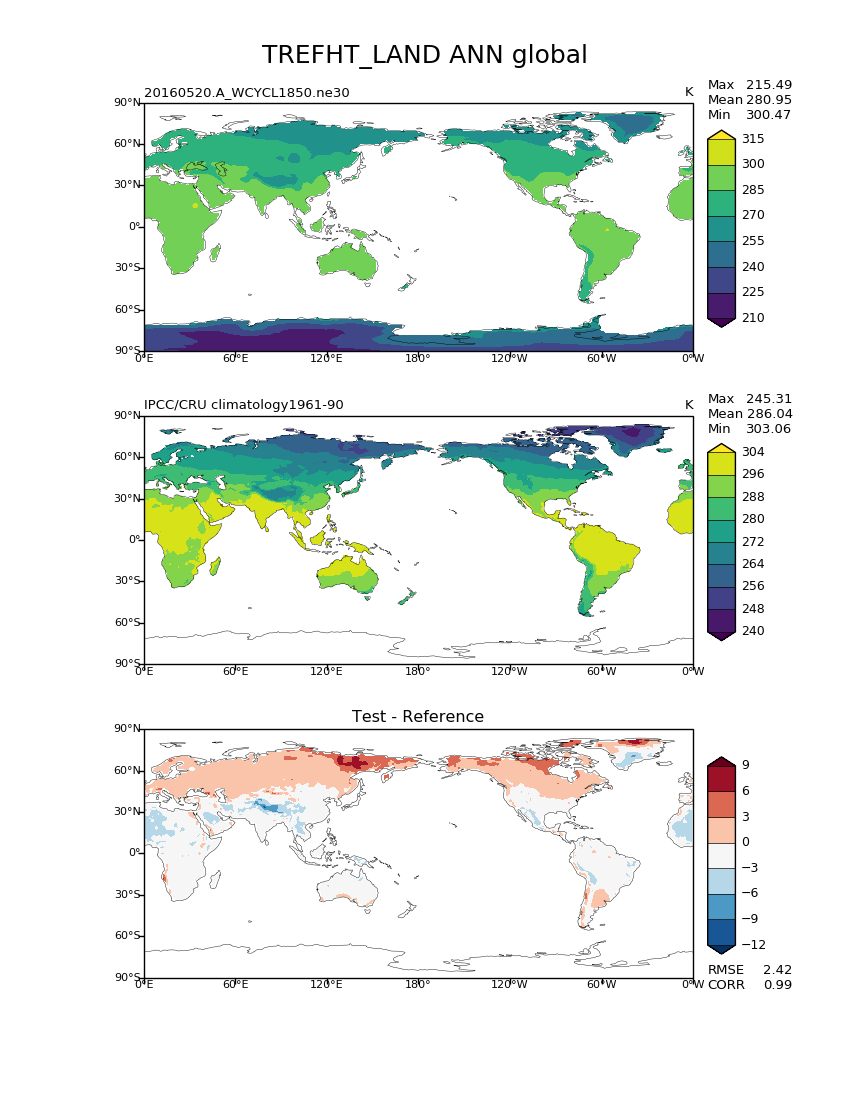 TREFHT_LAND ANN global
20160520.A_WCYCL1850.ne30
K
Max 215.49
Mean 280.95
Min 300.47
90°N
60°N
30°N
0°
30°S
60°S
90°S
0°E 60°E 120°E 180° 120°W 60°W 0°W
315
300
285
270
255
240
225
210
IPCC/CRU climatology1961-90
K
Max 245.31
Mean 286.04
Min 303.06
90°N
60°N
30°N
0°
30°S
60°S
90°S
0°E 60°E 120°E 180° 120°W 60°W 0°W
304
296
288
280
272
264
256
248
240
Test - Reference
90°N
60°N
30°N
0°
30°S
60°S
90°S
0°E 60°E 120°E 180° 120°W 60°W 0°W
9
6
3
0
−3
−6
−9
−12
RMSE 2.42
CORR 0.99